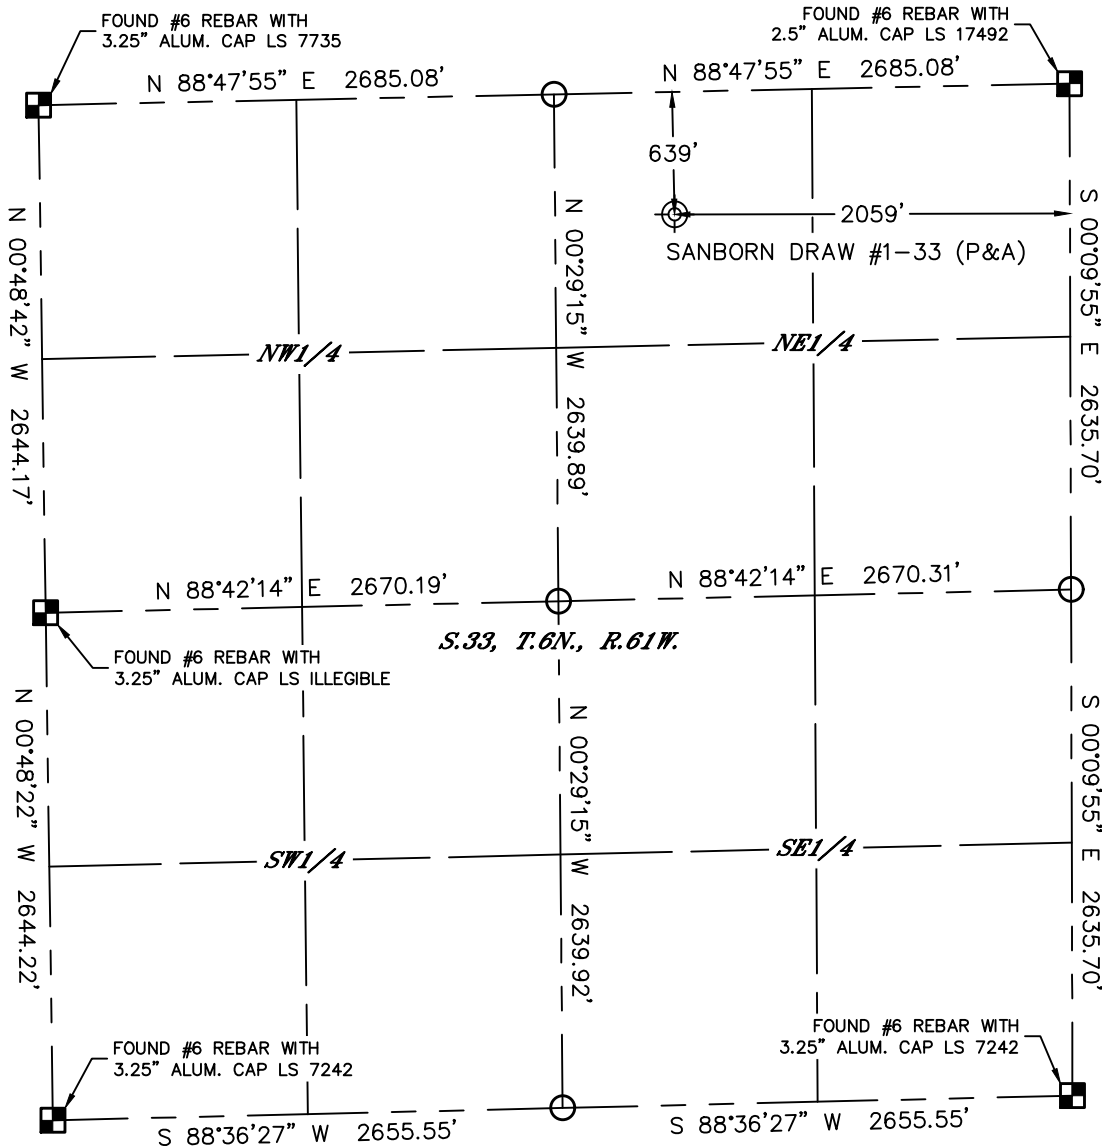 FOUND #6 REBAR WITH
3.25" ALUM. CAP LS 7735
FOUND #6 REBAR WITH
2.5" ALUM. CAP LS 17492
N 88°47'55" E 2685.08'
N 88°47'55" E 2685.08'
639'
2059'
SANBORN DRAW #1-33 (P&A)
N 00°48'42" W 2644.17'
N 00°29'15" W 2639.89'
S 00°09'55" E 2635.70'
NW1/4
NE1/4
N 88°42'14" E 2670.19'
N 88°42'14" E 2670.31'
S.33, T.6N., R.61W.
FOUND #6 REBAR WITH
3.25" ALUM. CAP LS ILLEGIBLE
N 00°48'22" W 2644.22'
N 00°29'15" W 2639.92'
S 00°09'55" E 2635.70'
SW1/4
SE1/4
FOUND #6 REBAR WITH
3.25" ALUM. CAP LS 7242
FOUND #6 REBAR WITH
3.25" ALUM. CAP LS 7242
S 88°36'27" W 2655.55'
S 88°36'27" W 2655.55'